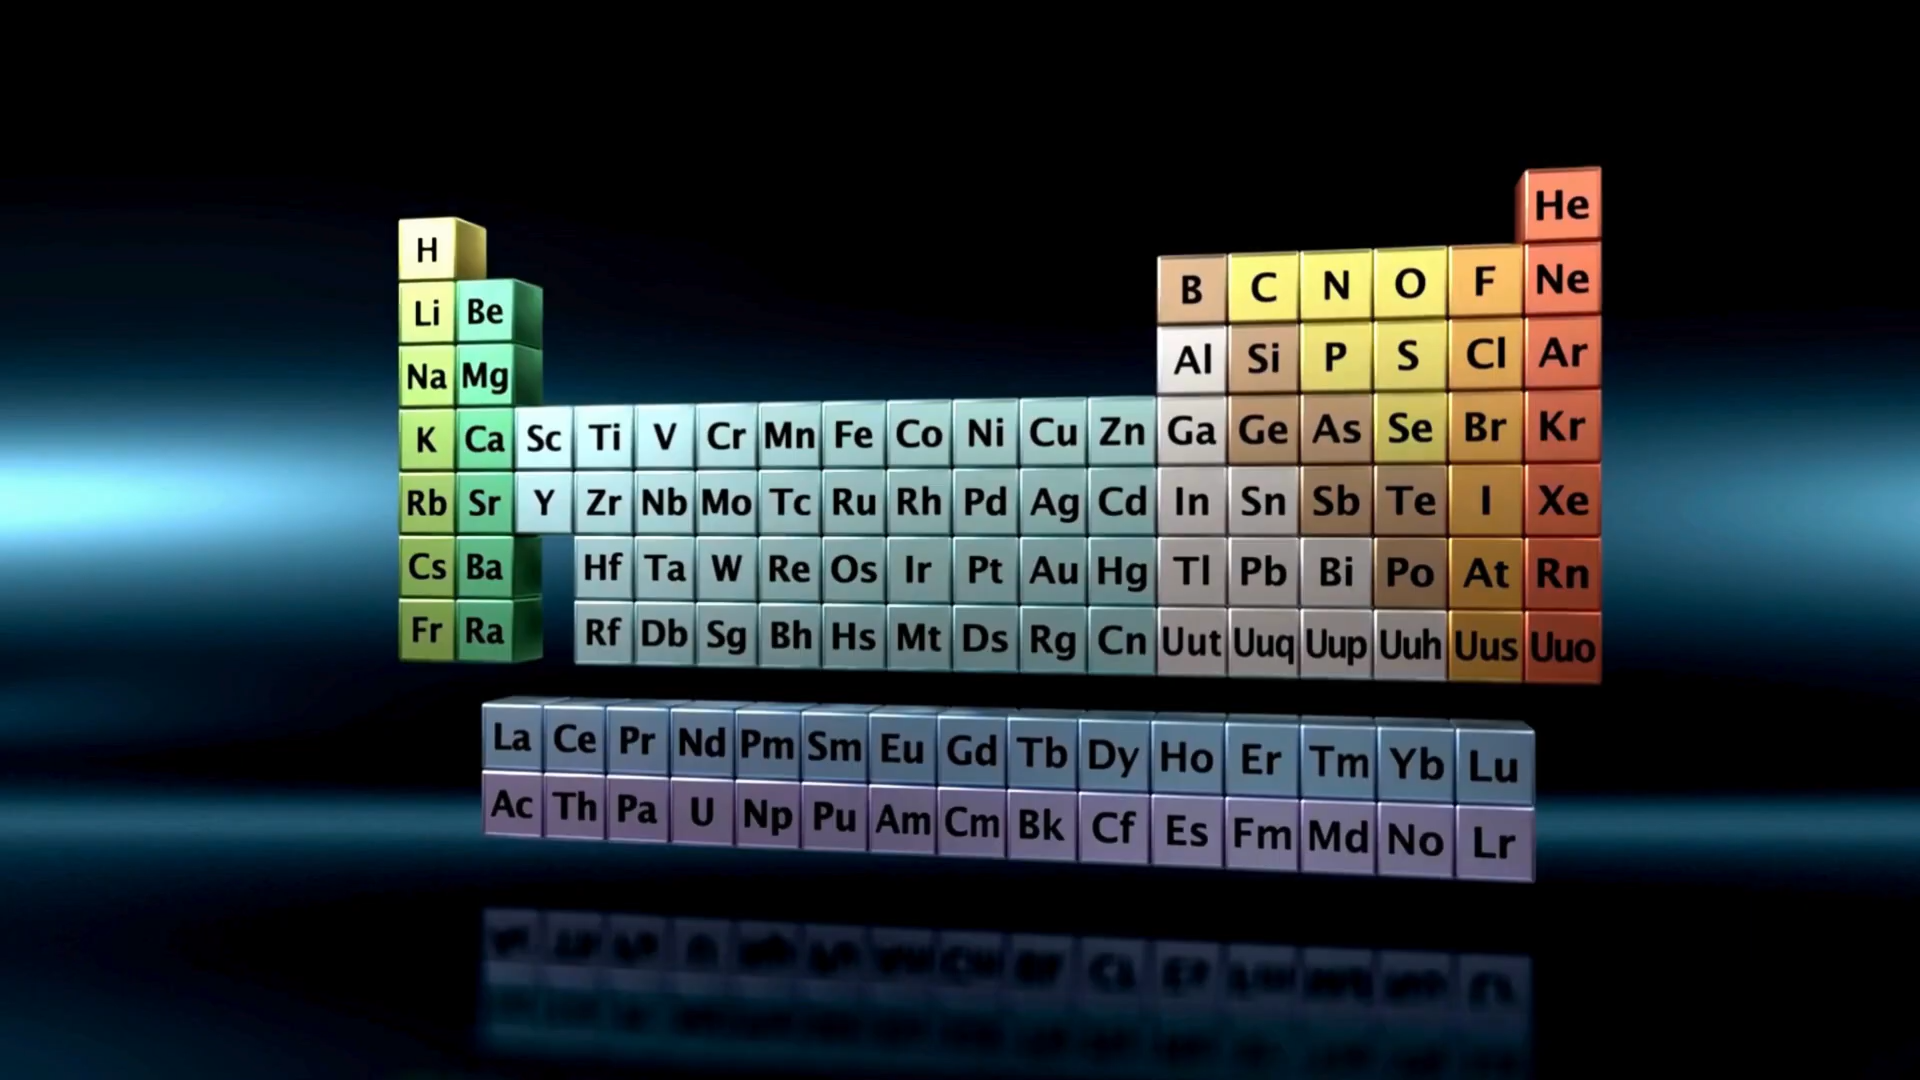 H He
Li Be B C N O F Ne
Na Mg Al Si P S Cl Ar
K Ca Sc Ti V Cr Mn Fe Co Ni Cu Zn Ga Ge As Se Br Kr
Rb Sr Y Zr Nb Mo Tc Ru Rh Pd Ag Cd In Sn Sb Te I Xe
Cs Ba Hf Ta W Re Os Ir Pt Au Hg Tl Pb Bi Po At Rn
Fr Ra Rf Db Sg Bh Hs Mt Ds Rg Cn Uut Uuq Uup Uuh Uus Uuo
La Ce Pr Nd Pm Sm Eu Gd Tb Dy Ho Er Tm Yb Lu
Ac Th Pa U Np Pu Am Cm Bk Cf Es Fm Md No Lr